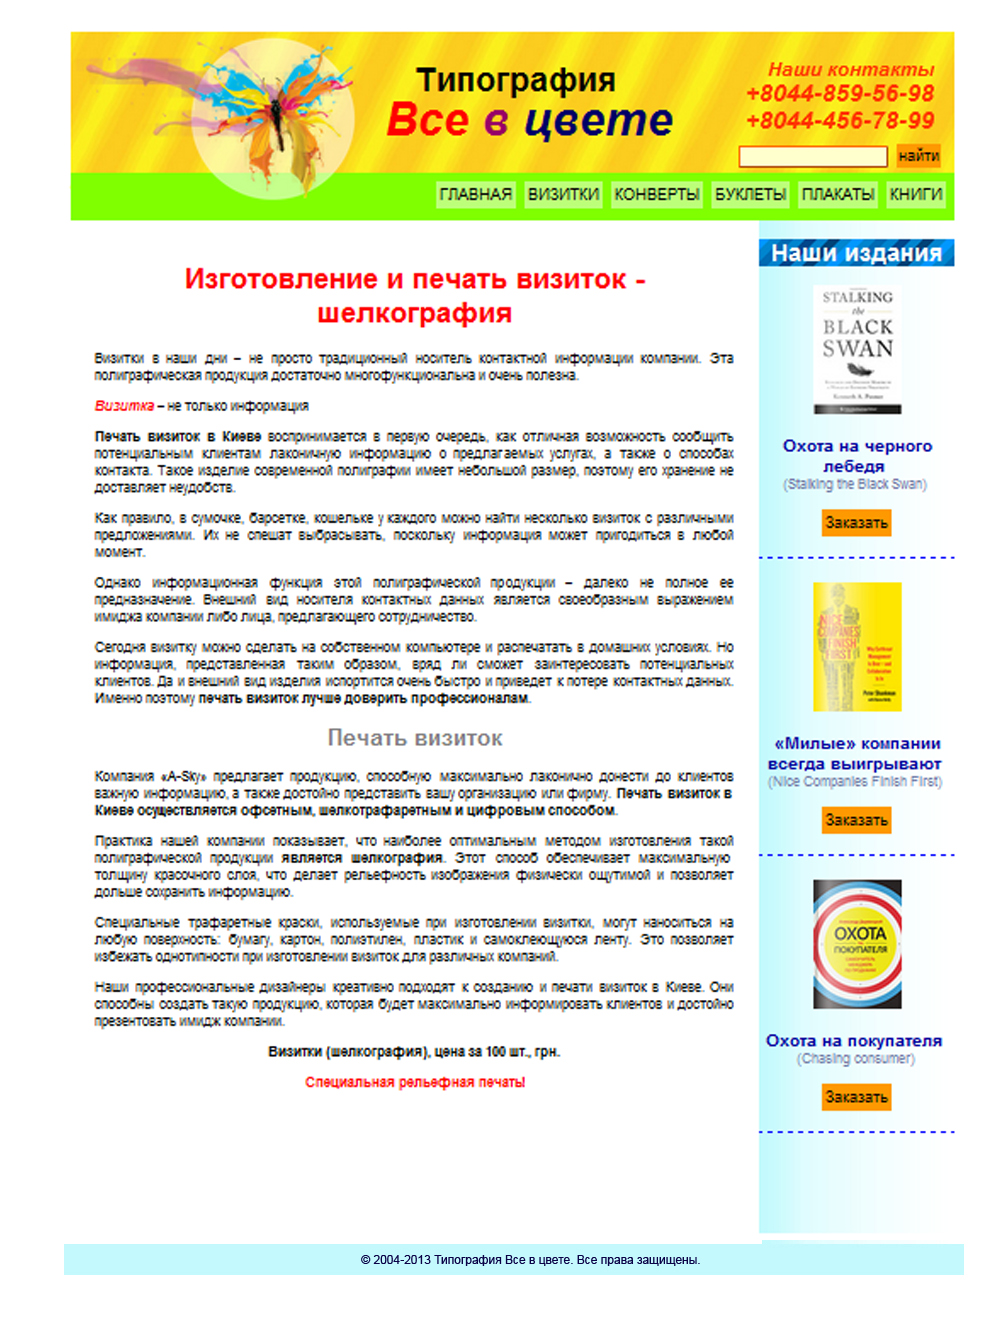 Типография
Все в цвете
Наши контакты
+8044-859-56-98
+8044-456-78-99
найти
ГЛАВНАЯ ВИЗИТКИ КОНВЕРТЫ БУКЛЕТЫ ПЛАКАТЫ КНИГИ
Изготовление и печать визиток -
шелкография
Визитки в наши дни – не просто традиционный носитель контактной информации компании. Эта
полиграфическая продукция достаточно многофункциональна и очень полезна.
Визитка – не только информация
Печать визиток в Киеве воспринимается в первую очередь, как отличная возможность сообщить
потенциальным клиентам лаконичную информацию о предлагаемых услугах, а также о способах
контакта. Такое изделие современной полиграфии имеет небольшой размер, поэтому его хранение не
доставляет неудобств.
Как правило, в сумочке, барсетке, кошельке у каждого можно найти несколько визиток с различными
предложениями. Их не спешат выбрасывать, поскольку информация может пригодиться в любой
момент.
Однако информационная функция этой полиграфической продукции – далеко не полное ее
предназначение. Внешний вид носителя контактных данных является своеобразным выражением
имиджа компании либо лица, предлагающего сотрудничество.
Сегодня визитку можно сделать на собственном компьютере и распечатать в домашних условиях. Но
информация, представленная таким образом, вряд ли сможет заинтересовать потенциальных
клиентов. Да и внешний вид изделия испортится очень быстро и приведет к потере контактных данных.
Именно поэтому печать визиток лучше доверить профессионалам.
Печать визиток
Компания «A-Sky» предлагает продукцию, способную максимально лаконично донести до клиентов
важную информацию, а также достойно представить вашу организацию или фирму. Печать визиток в
Киеве осуществляется офсетным, шелкотрафаретным и цифровым способом.
Практика нашей компании показывает, что наиболее оптимальным методом изготовления такой
полиграфической продукции является шелкография. Этот способ обеспечивает максимальную
толщину красочного слоя, что делает рельефность изображения физически ощутимой и позволяет
дольше сохранить информацию.
Специальные трафаретные краски, используемые при изготовлении визитки, могут наноситься на
любую поверхность: бумагу, картон, полиэтилен, пластик и самоклеющуюся ленту. Это позволяет
избежать однотипности при изготовлении визиток для различных компаний.
Наши профессиональные дизайнеры креативно подходят к созданию и печати визиток в Киеве. Они
способны создать такую продукцию, которая будет максимально информировать клиентов и достойно
презентовать имидж компании.
Визитки (шелкография), цена за 100 шт., грн.
Специальная рельефная печать!
Наши издания
STALKING
the
BLACK
SWAN
Охота на черного
лебедя
(Stalking the Black Swan)
Заказать
NICE
COMPANIES
FINISH
FIRST
Peter Shankman
«Милые» компании
всегда выигрывают
(Nice Companies Finish First)
Заказать
ОХОТА
НА
ПОКУПАТЕЛЯ
Охота на покупателя
(Chasing consumer)
Заказать
© 2004-2013 Типография Все в цвете. Все права защищены.